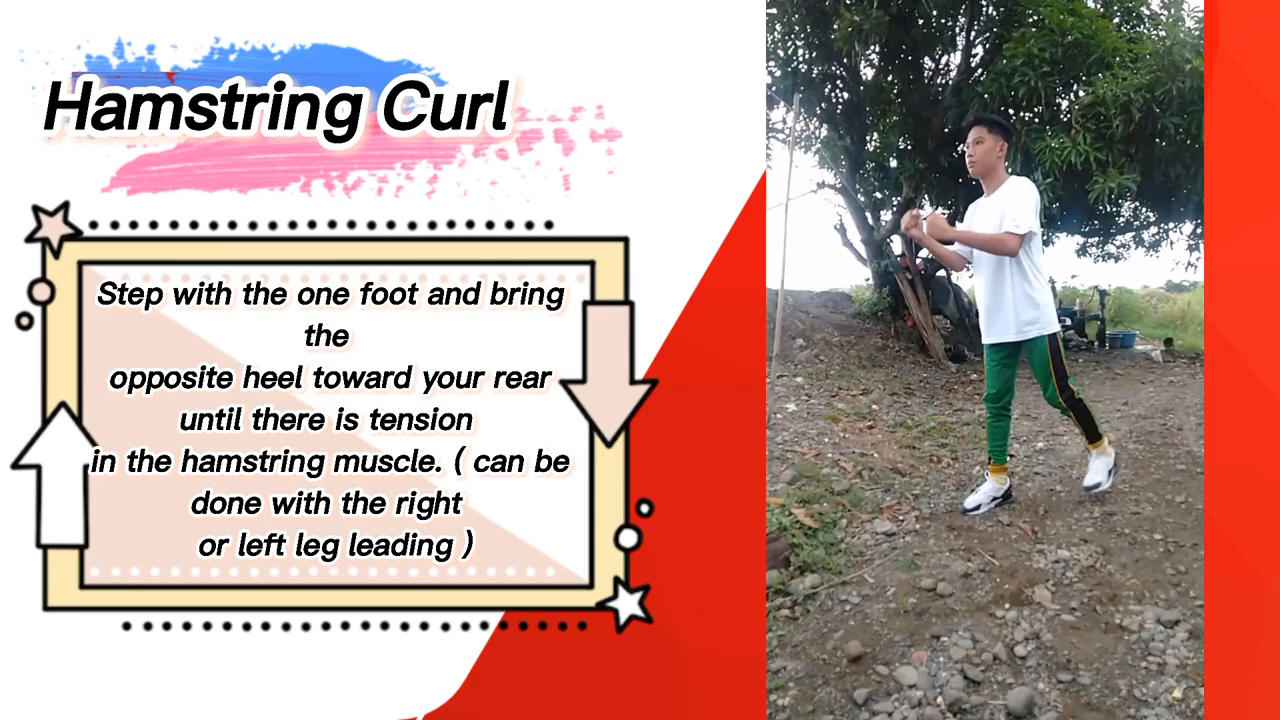 Hamstring Curl
Step with the one foot and bring
the
opposite heel toward your rear
until there is tension
in the hamstring muscle. ( can be
done with the right
or left leg leading )